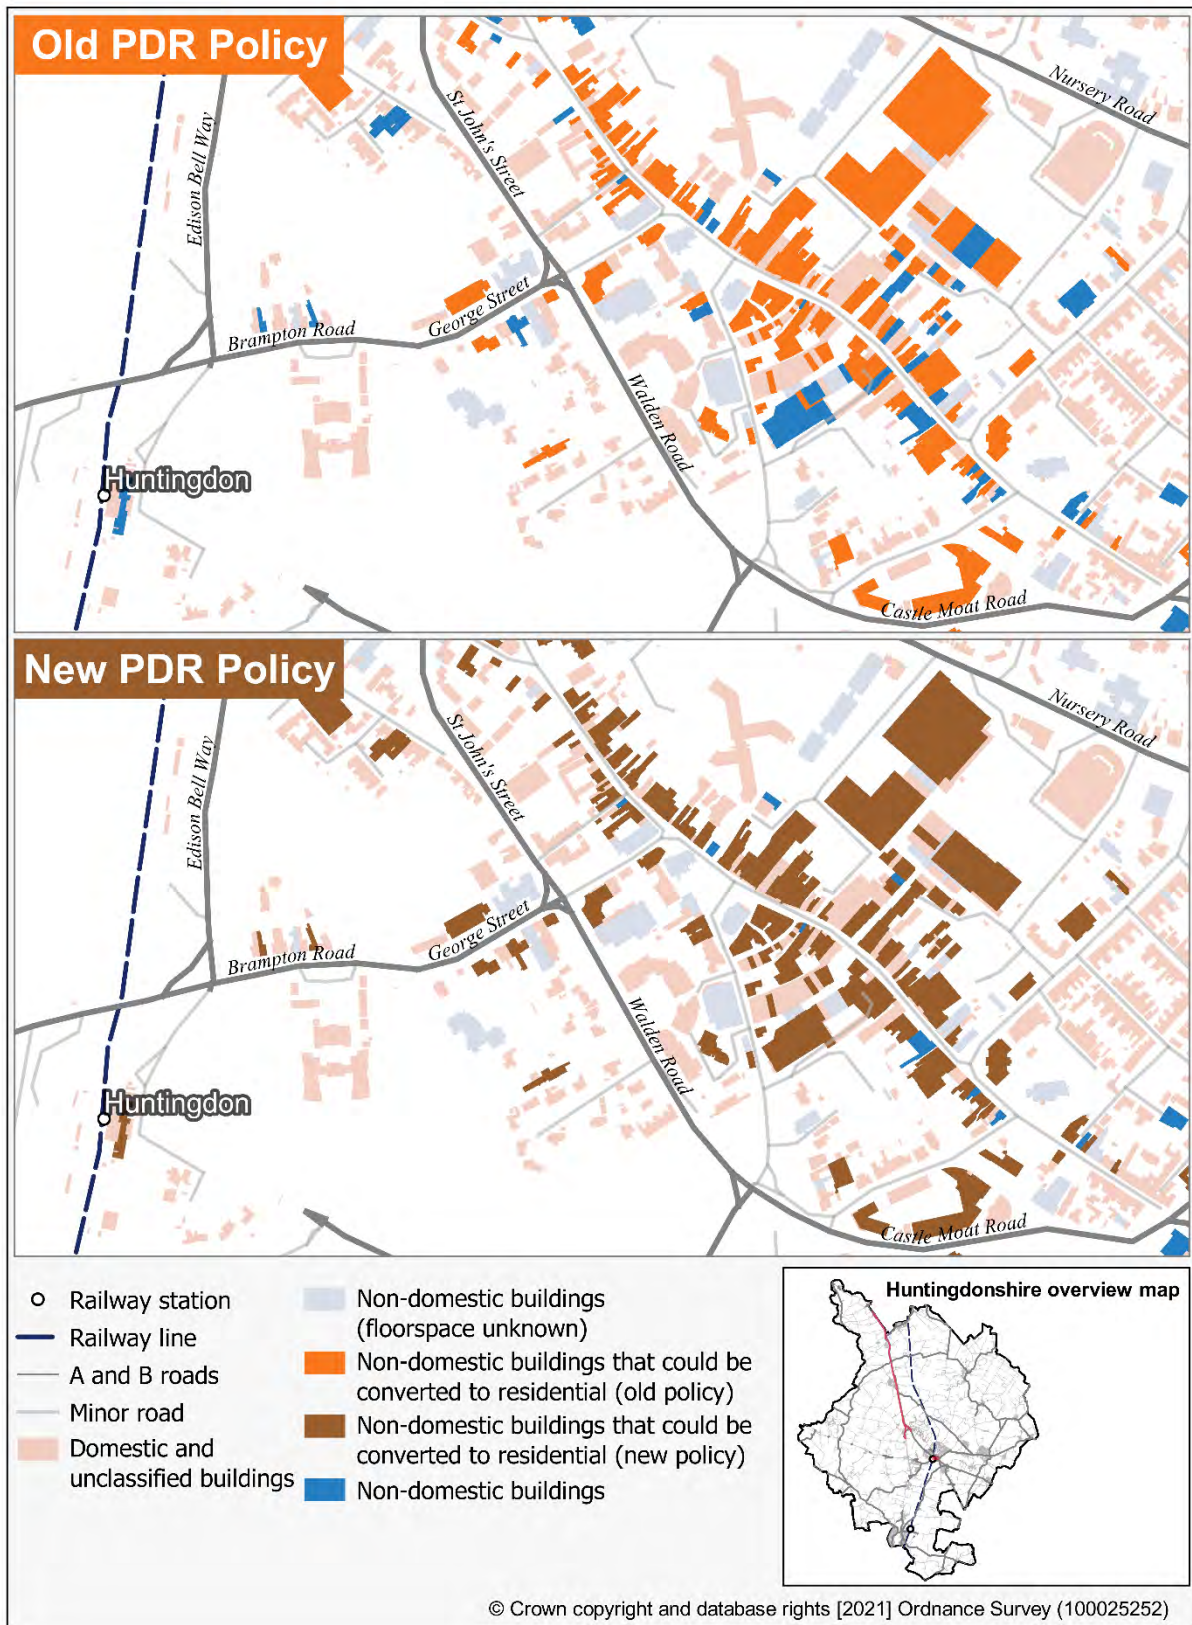 Old PDR Policy
Nursery Road
St John's Street
Edison Bell Way
George Street
Brampton Road
Walden Road
Huntingdon
Castle Moat Road
New PDR Policy
Nursery Road
St John's Street
Edison Bell Way
George Street
Brampton Road
Walden Road
Huntingdon
Castle Moat Road
Railway station
Railway line
A and B roads
Minor road
Domestic and
unclassified buildings
Non-domestic buildings
(floorspace unknown)
Non-domestic buildings that could be
converted to residential (old policy)
Non-domestic buildings that could be
converted to residential (new policy)
Non-domestic buildings
Huntingdonshire overview map
© Crown copyright and database rights [2021] Ordnance Survey (100025252)